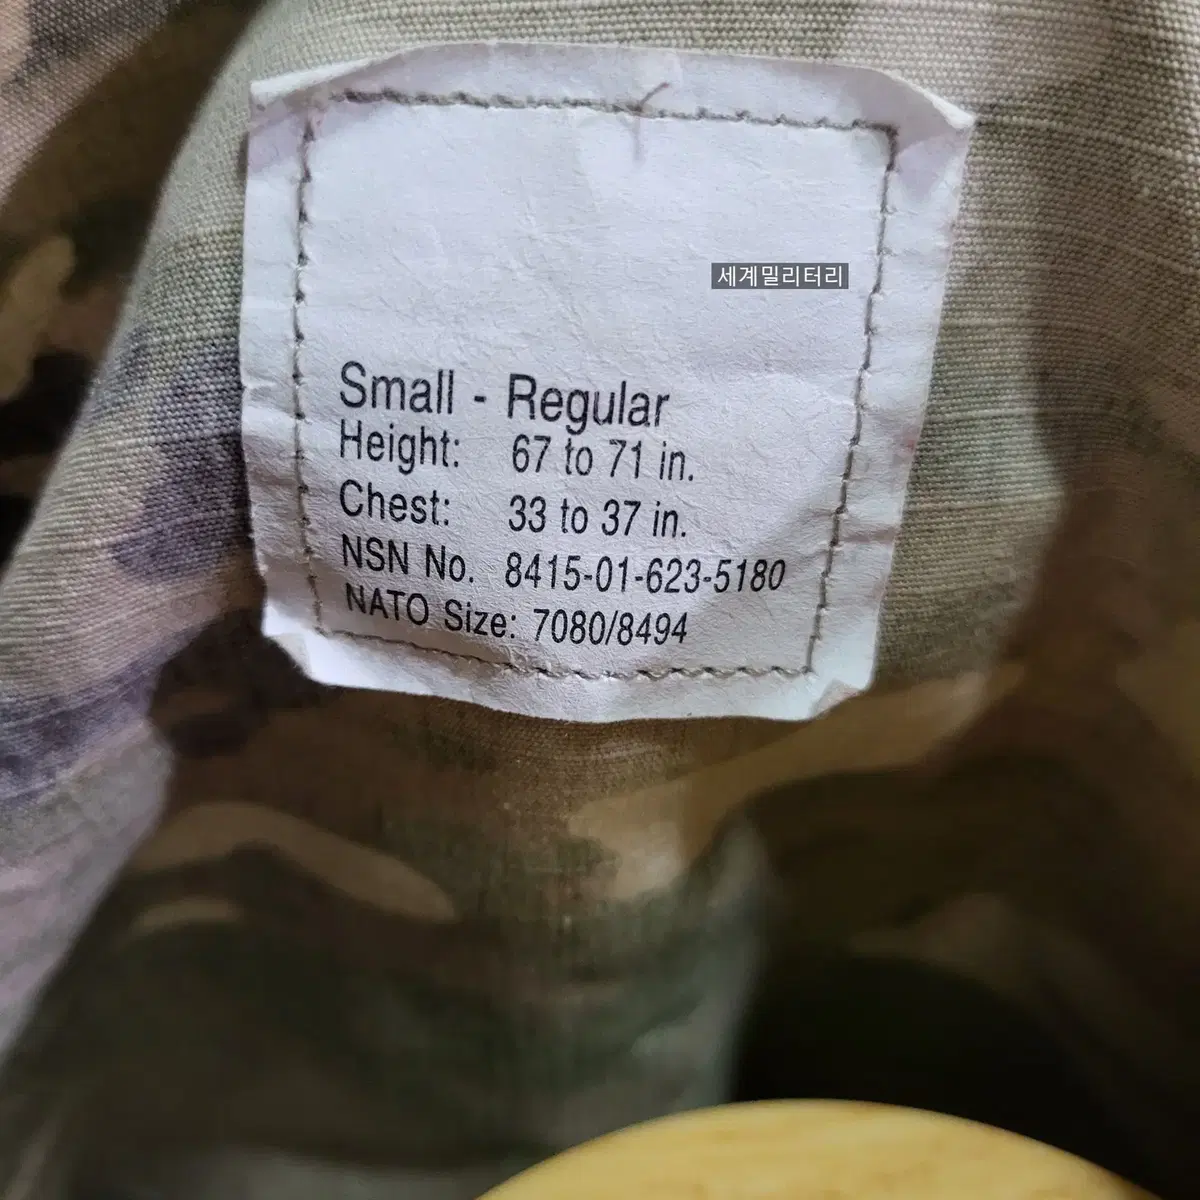 세계밀리터리
Small - Regular
Height: 67 to 71 in.
Chest: 33 to 37 in.
NSN No. 8415-01-623-5180
NATO Size: 7080/8494